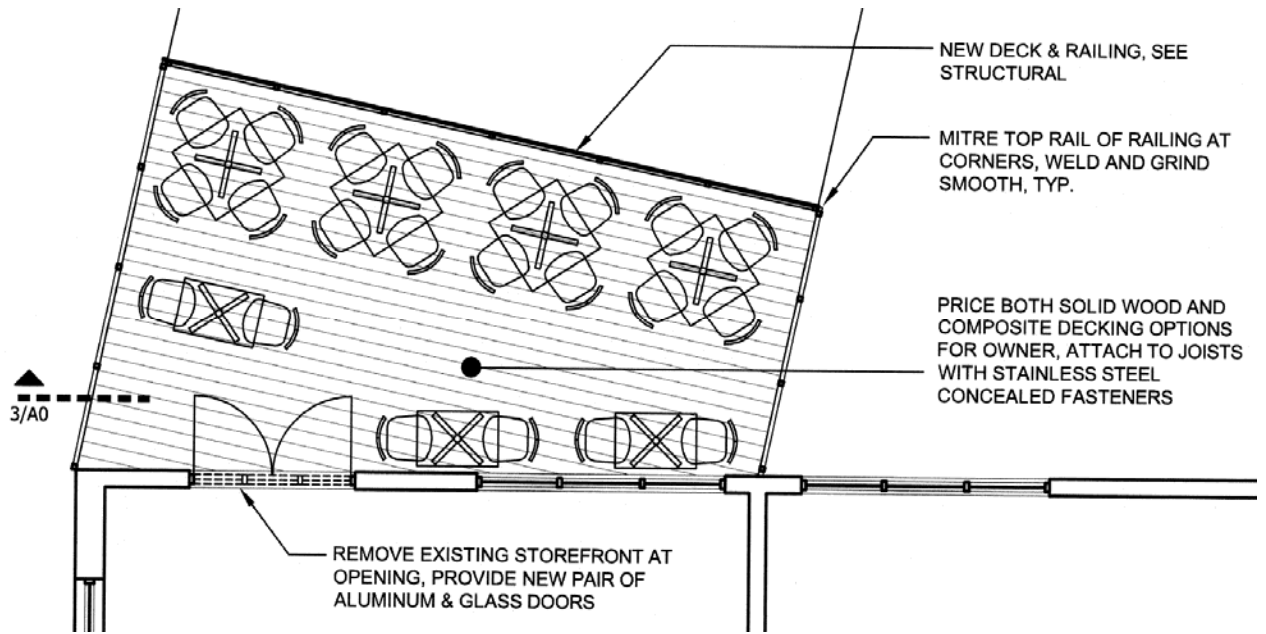 NEW DECK & RAILING, SEE
STRUCTURAL
MITRE TOP RAIL OF RAILING AT
CORNERS, WELD AND GRIND
SMOOTH, TYP.
PRICE BOTH SOLID WOOD AND
COMPOSITE DECKING OPTIONS
FOR OWNER, ATTACH TO JOISTS
WITH STAINLESS STEEL
CONCEALED FASTENERS
3/A0
REMOVE EXISTING STOREFRONT AT
OPENING, PROVIDE NEW PAIR OF
ALUMINUM & GLASS DOORS